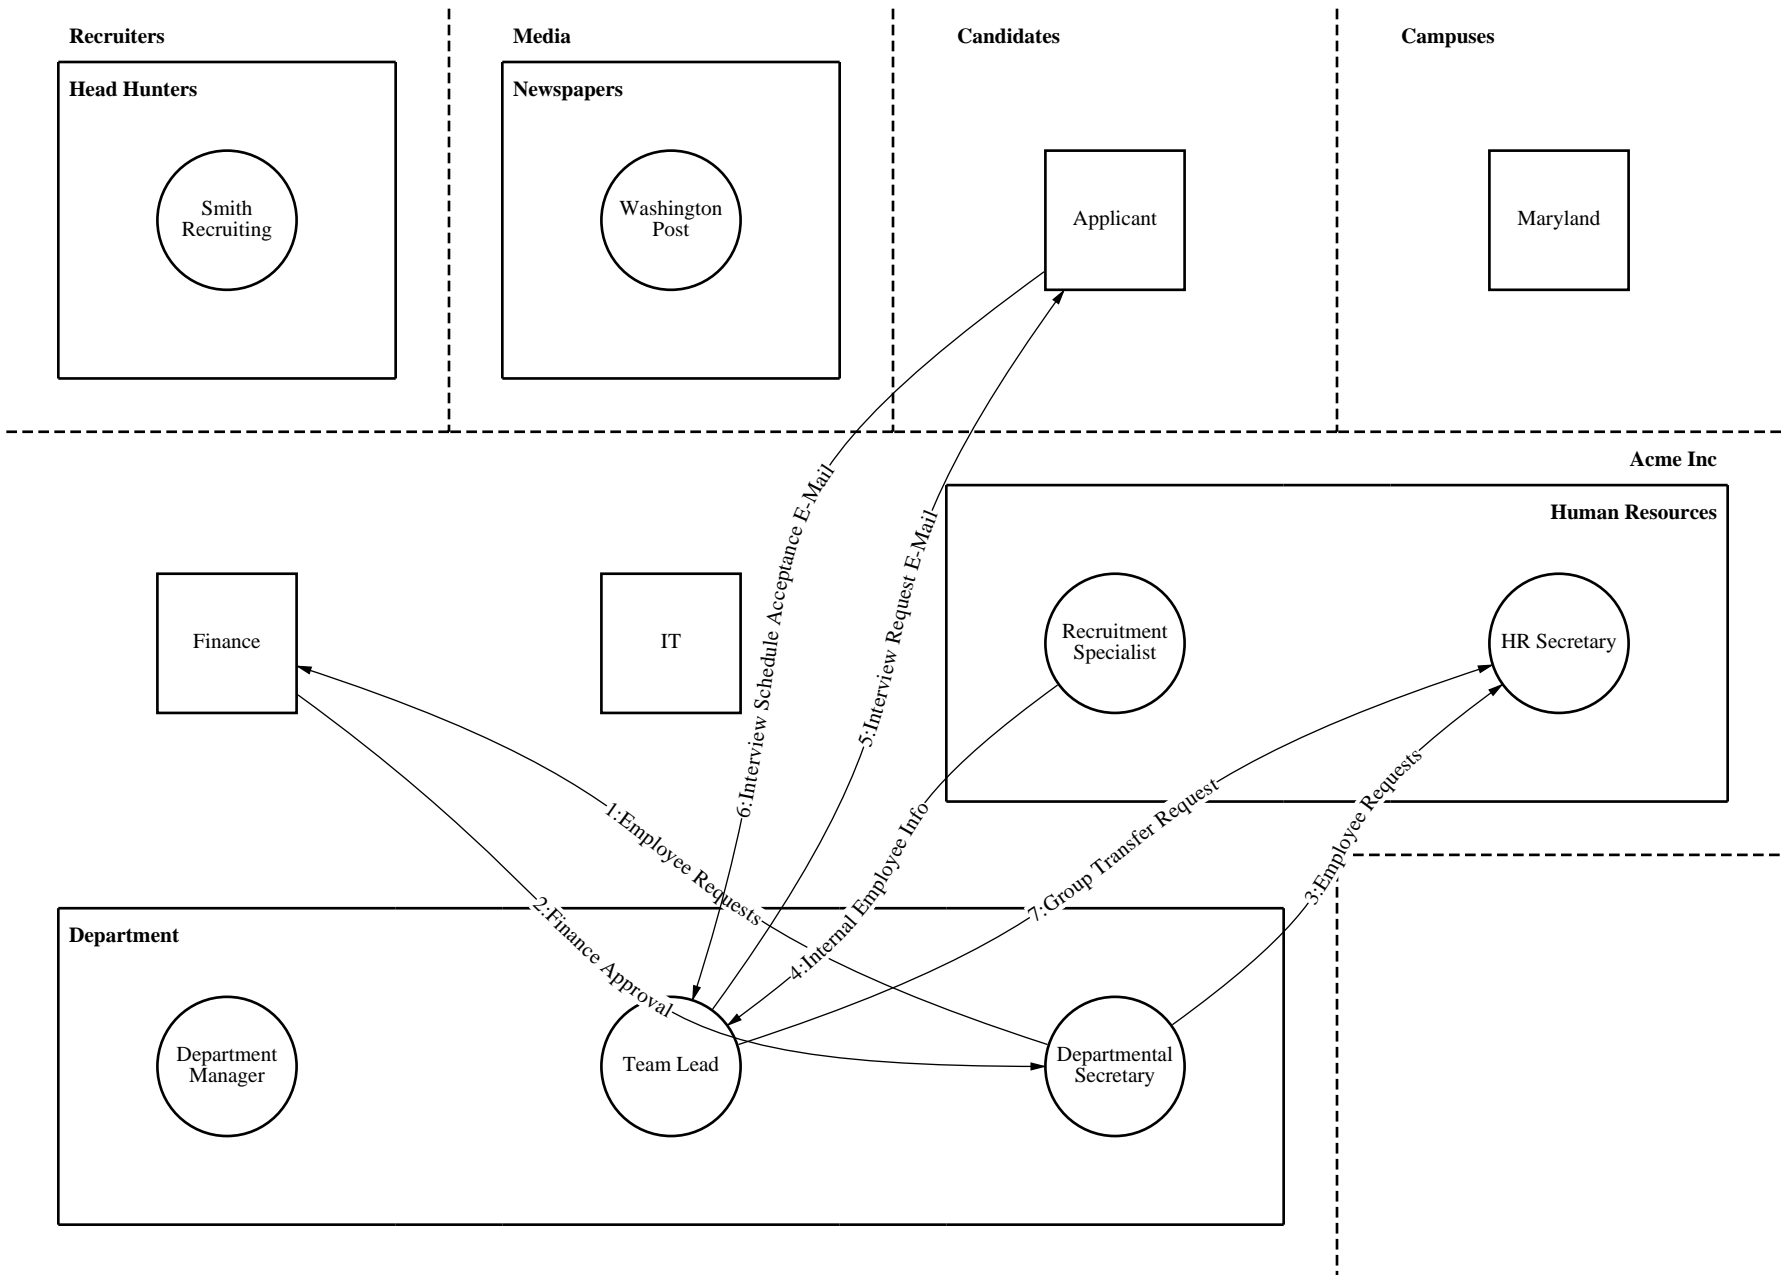 Recruiters
Media
Candidates
Campuses
Head Hunters
Newspapers
Smith
Recruiting
Washington
Post
Applicant
Maryland
Acme Inc
Human Resources
Finance
IT
Recruitment
Specialist
HR Secretary
6:Interview Schedule Acceptance E-Mail
5:Interview Request E-Mail
1:Employee Requests
4:Internal Employee Info
7:Group Transfer Request
3:Employee Requests
2:Finance Approval
Department
Department
Manager
Team Lead
Departmental
Secretary